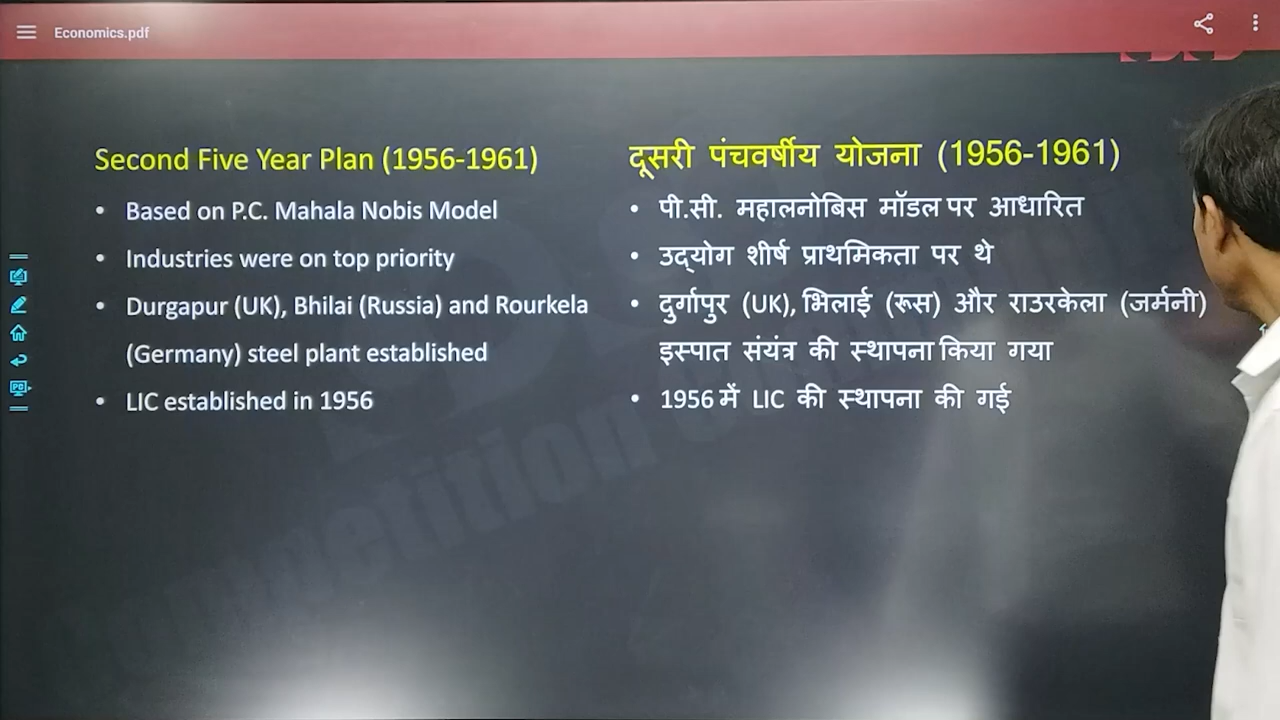 Economics.pdf
Second Five Year Plan (1956-1961)
• Based on P.C. Mahala Nobis Model
• Industries were on top priority
• Durgapur (UK), Bhilai (Russia) and Rourkela
(Germany) steel plant established
• LIC established in 1956
दूसरी पंचवर्षीय योजना (1956-1961)
• पी.सी. महालनोबिस मॉडल पर आधारित
• उद्योग शीर्ष प्राथमिकता पर थे
• दुर्गापुर (UK), भिलाई (रूस) और राउरकेला (जर्मनी)
इस्पात संयंत्र की स्थापना किया गया
• 1956 में LIC की स्थापना की गई